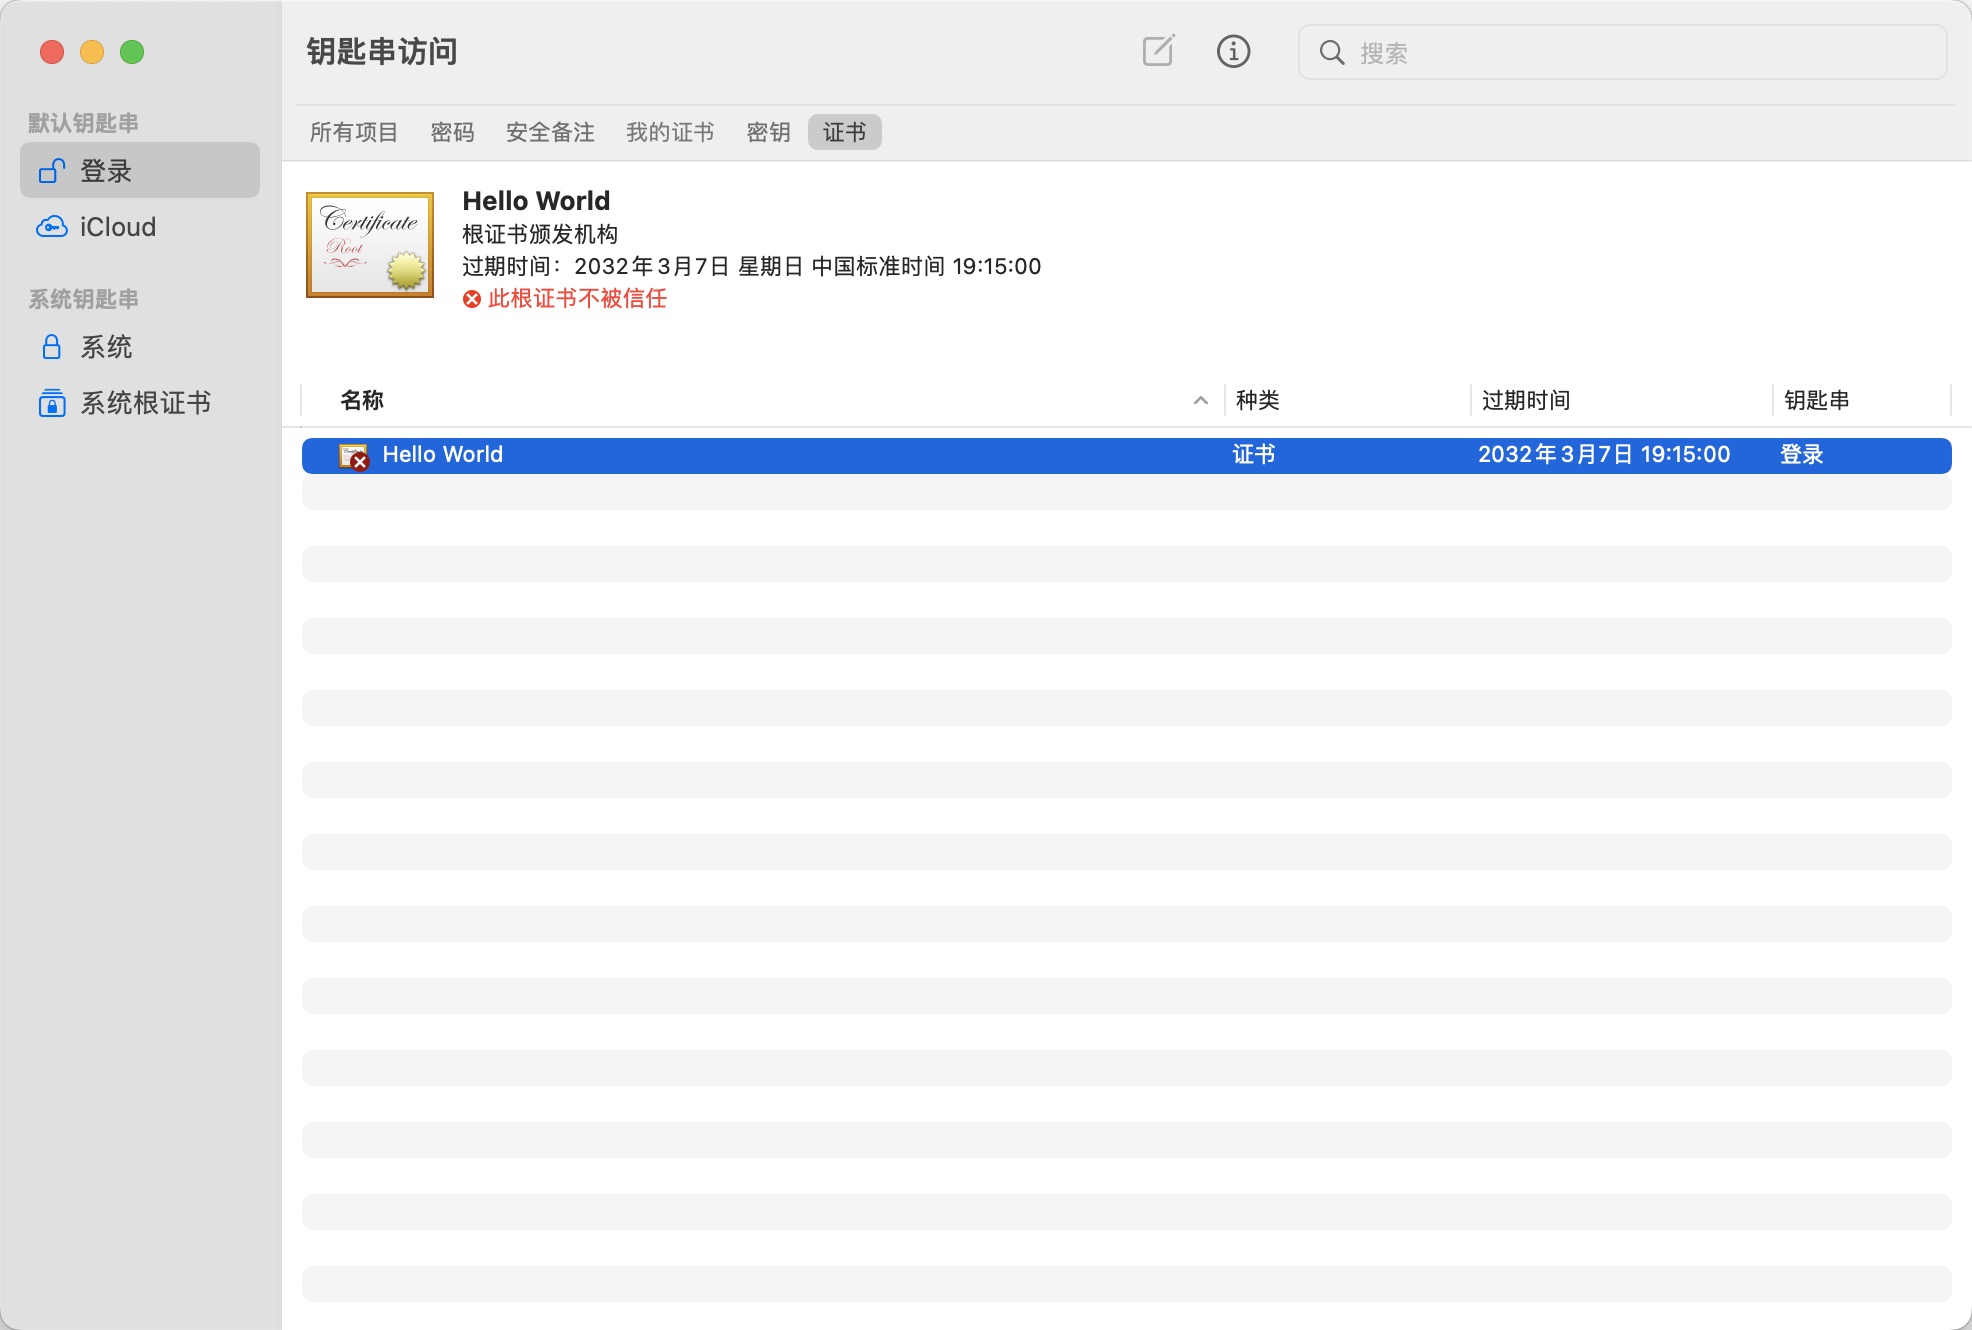 钥匙串访问
搜索
默认钥匙串
登录
iCloud
系统钥匙串
系统
系统根证书
所有项目 密码 安全备注 我的证书 密钥 证书
Certificate
Root
Hello World
根证书颁发机构
过期时间：2032年3月7日 星期日 中国标准时间 19:15:00
此根证书不被信任
名称 种类 过期时间 钥匙串
Hello World 证书 2032年3月7日 19:15:00 登录